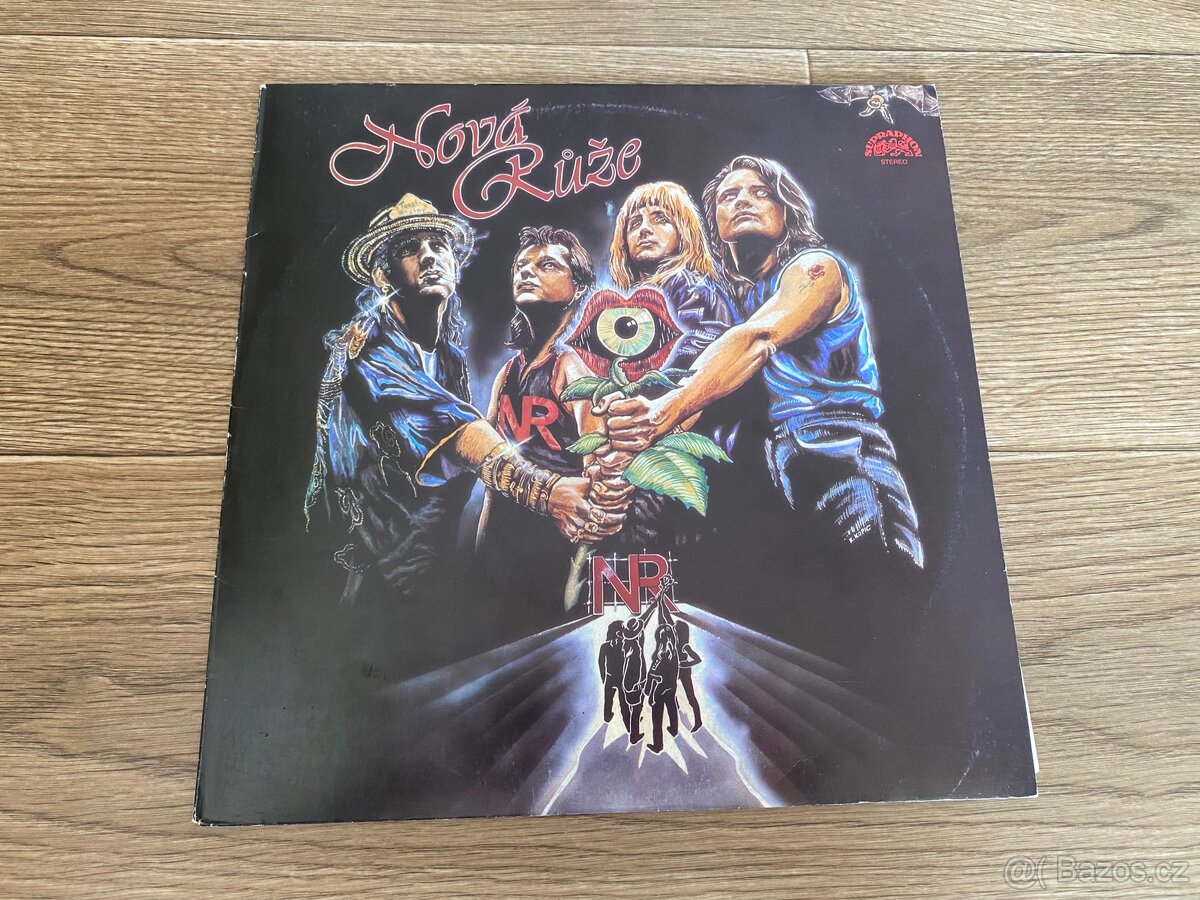 Nová
Růže
SUPRAPHON
STEREO
NR
NR
@( Bazos.cz